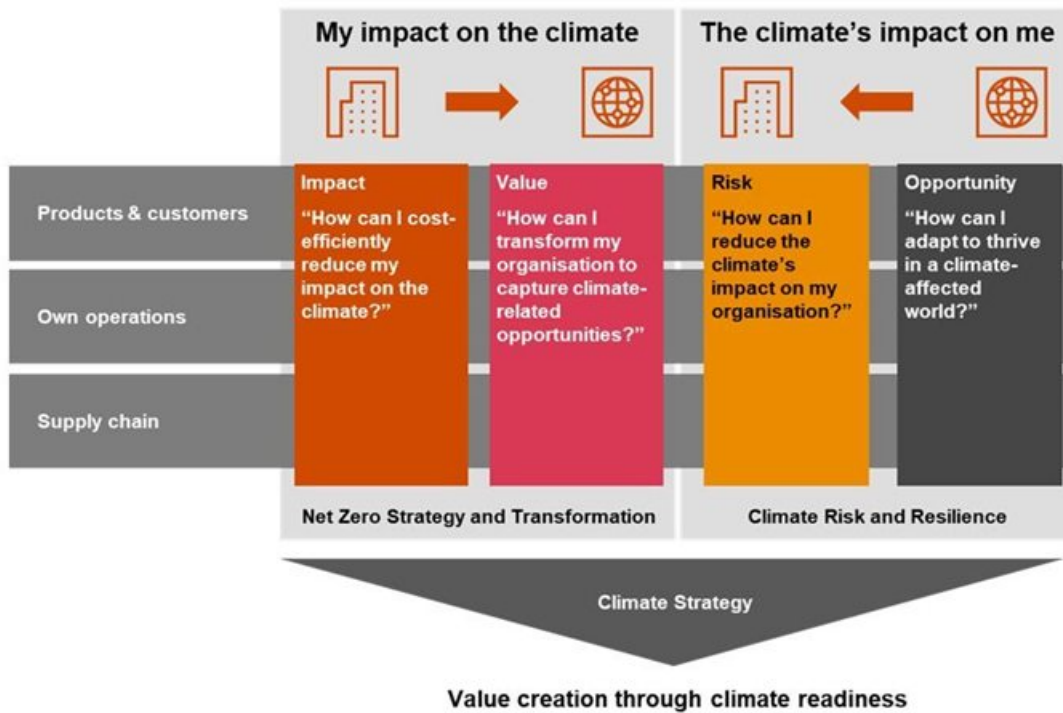 My impact on the climate
The climate's impact on me
Products & customers
Own operations
Supply chain
Impact
“How can I cost-
efficiently
reduce my
impact on the
climate?”
Value
“How can I
transform my
organisation to
capture climate-
related
opportunities?”
Risk
“How can I
reduce the
climate's
impact on my
organisation?”
Opportunity
“How can I
adapt to thrive
in a climate-
affected
world?”
Net Zero Strategy and Transformation
Climate Risk and Resilience
Climate Strategy
Value creation through climate readiness